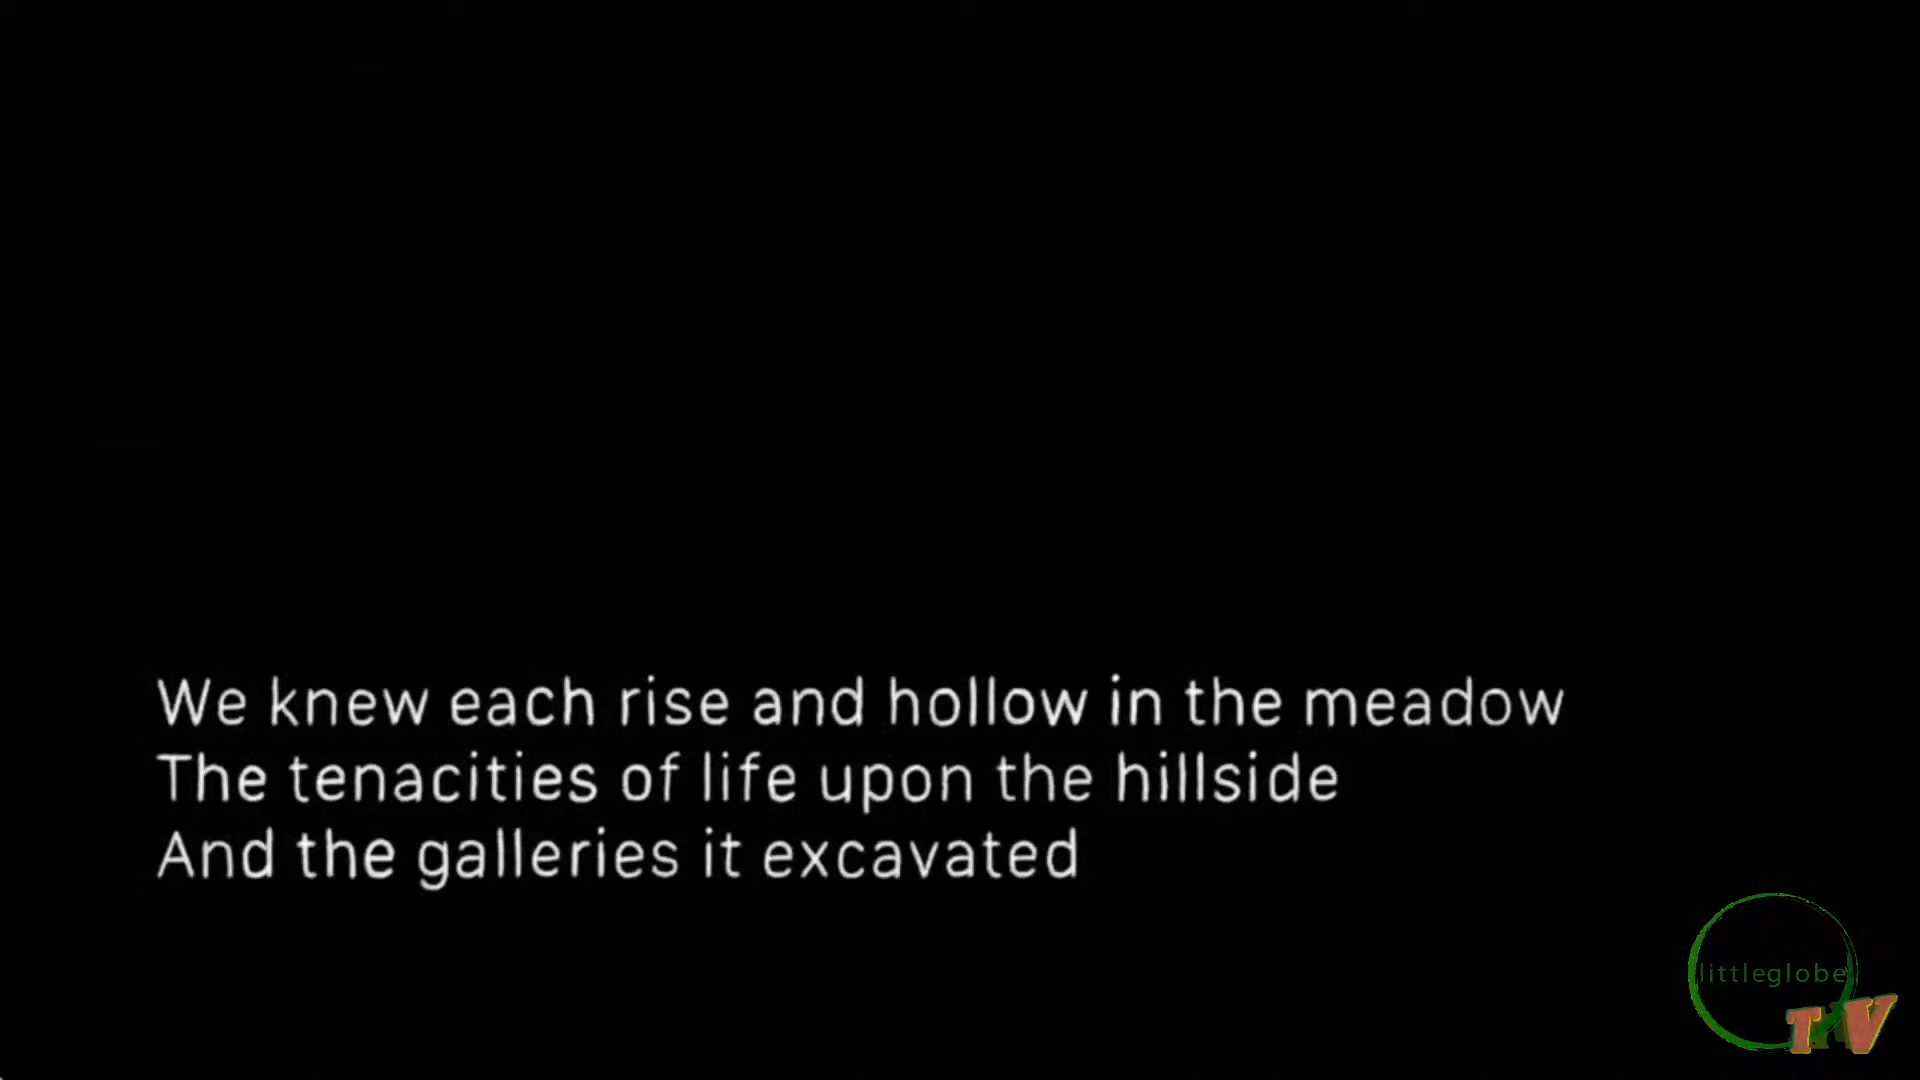 We knew each rise and hollow in the meadow
The tenacities of life upon the hillside
And the galleries it excavated
littleglobe
TV